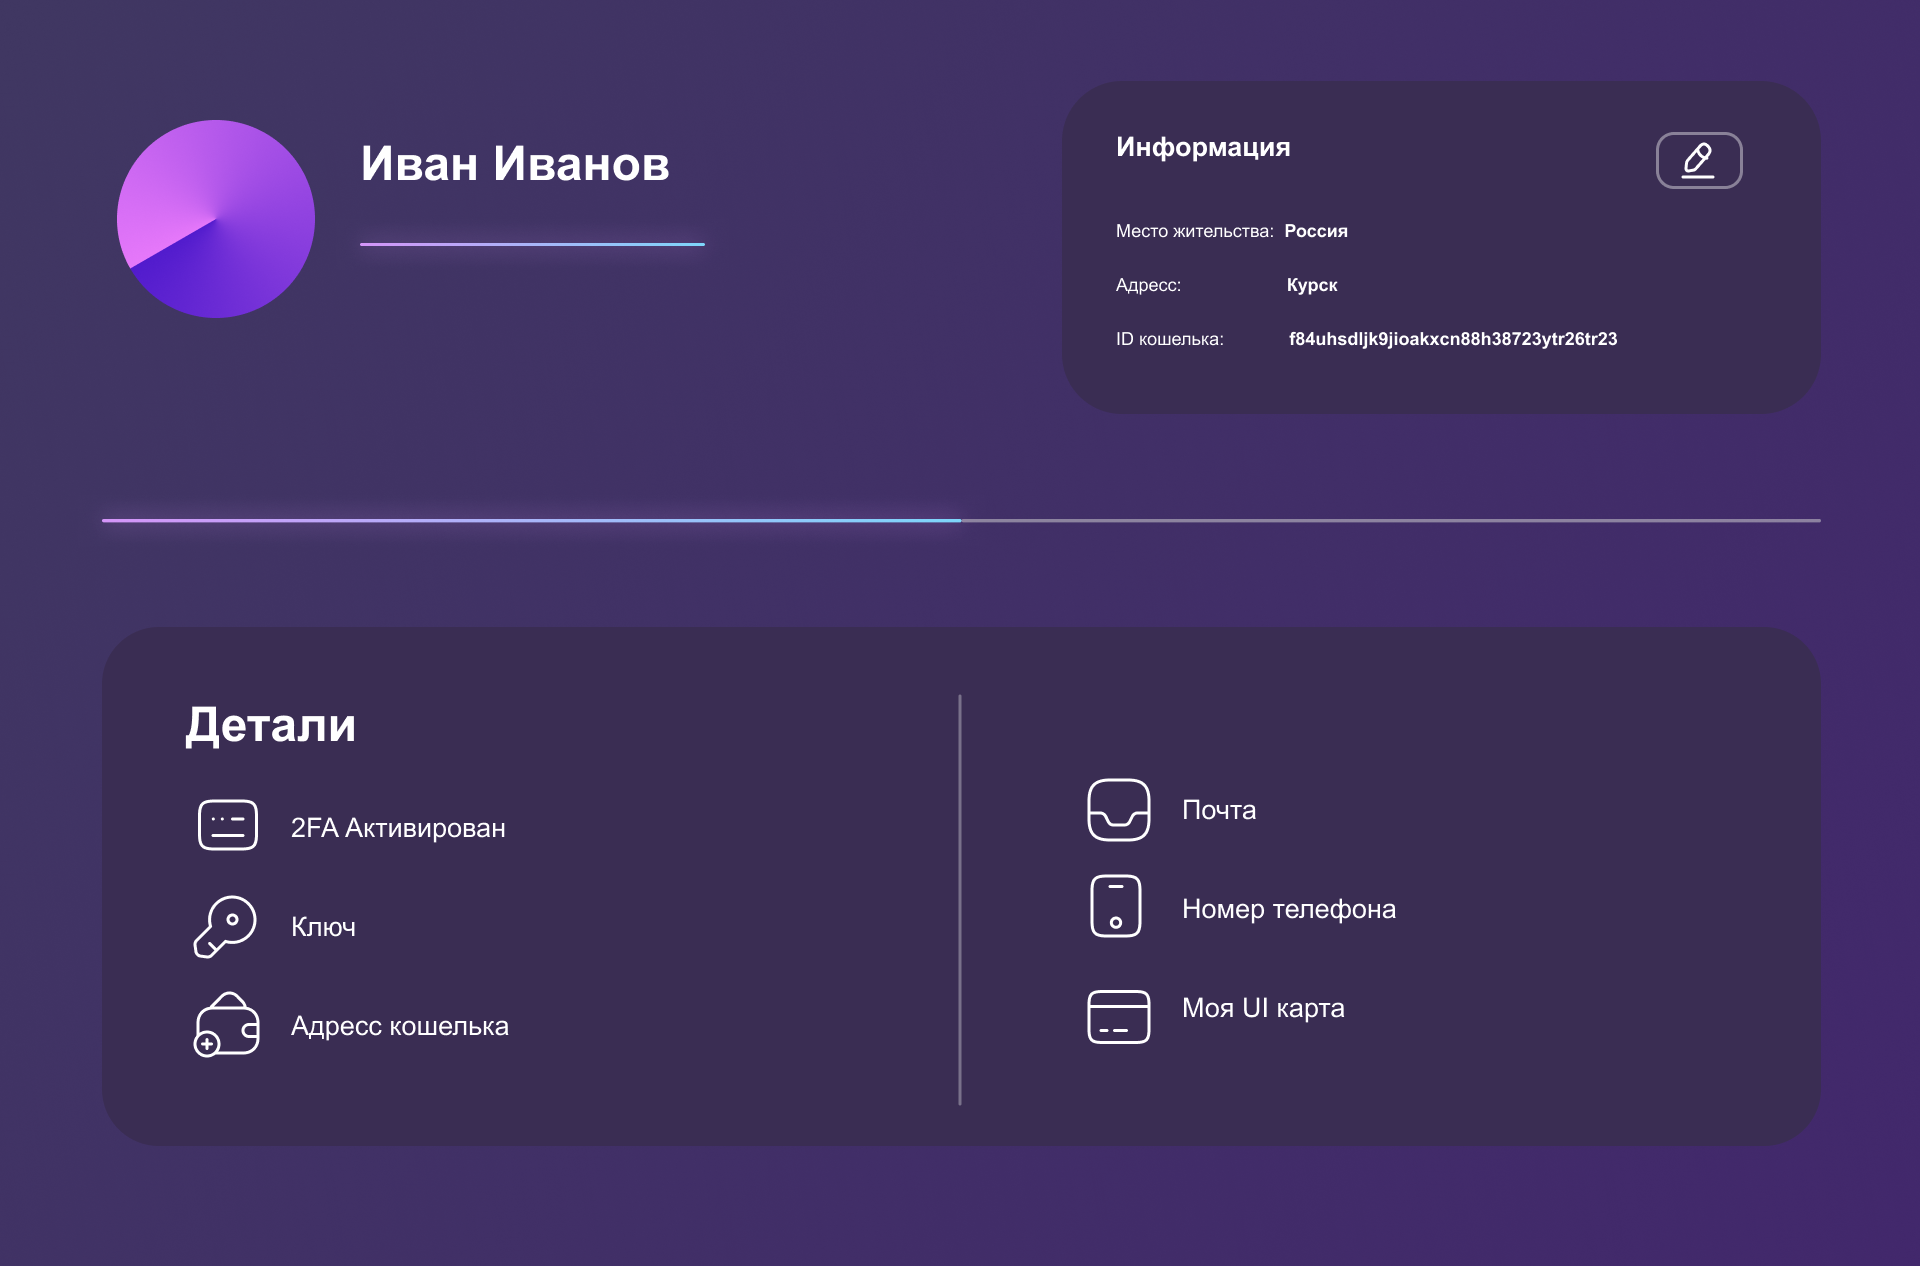 Иван Иванов
Информация
Место жительства: Россия
Адресс: Курск
ID кошелька: f84uhsdljk9jioakxcn88h38723ytr26tr23
Детали
2FA Активирован
Ключ
Адресс кошелька
Почта
Номер телефона
Моя UI карта